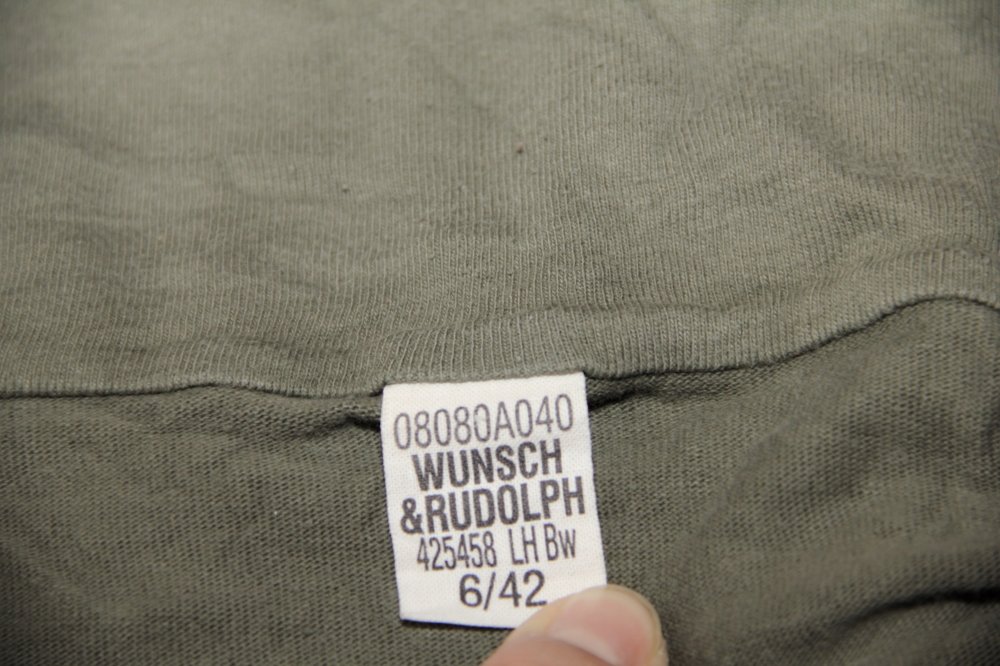 08080A040
WUNSCH
&RUDOLPH
425458 LH Bw
6/42